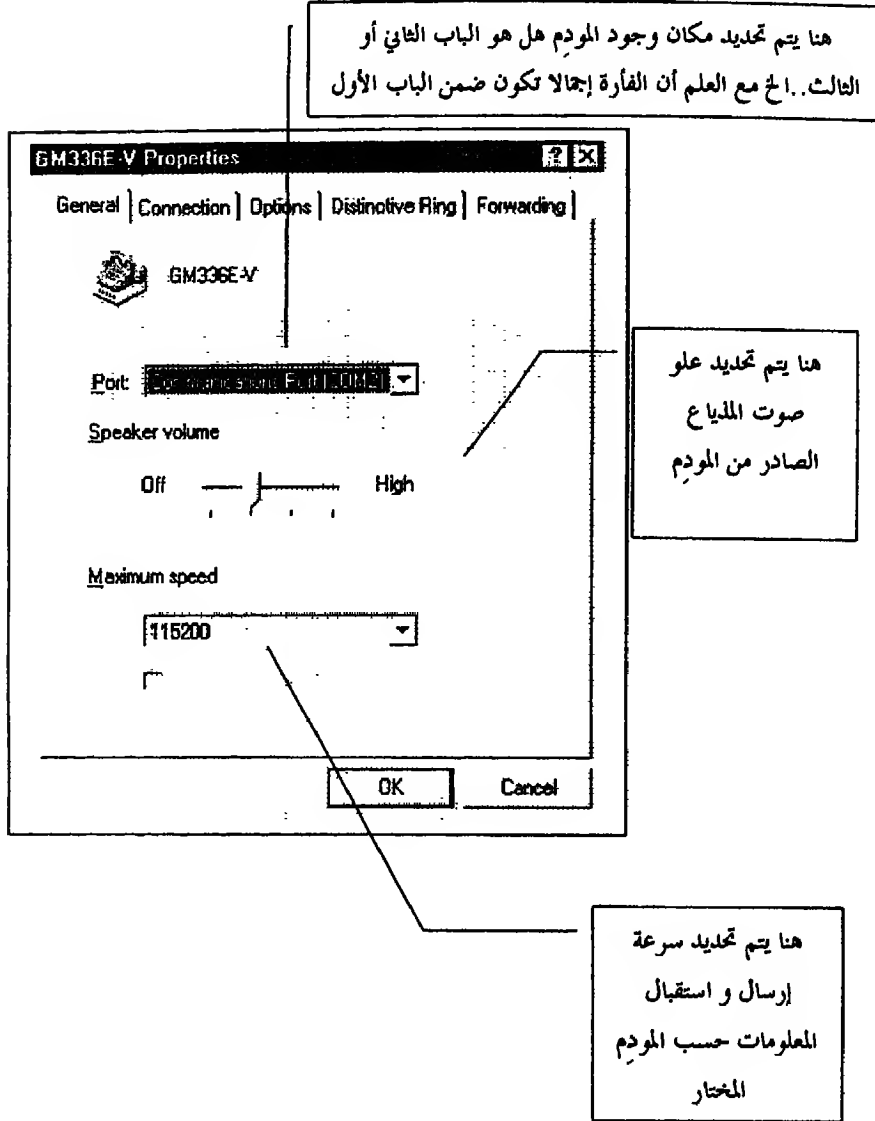 هنا يتم تحديد مكان وجود المودِم هل هو الباب الثاني أو
الثالث..الخ مع العلم أن الفأرة إجمالا تكون ضمن الباب الأول
GM336E-V Properties
General Connection Options Distinctive Ring Forwarding
GM336E-V
Port:
Speaker volume
Off High
Maximum speed
115200
OK Cancel
هنا يتم تحديد علو
صوت المذياع
الصادر من المودِم
هنا يتم تحديد سرعة
إرسال و استقبال
المعلومات حسب المودِم
المختار